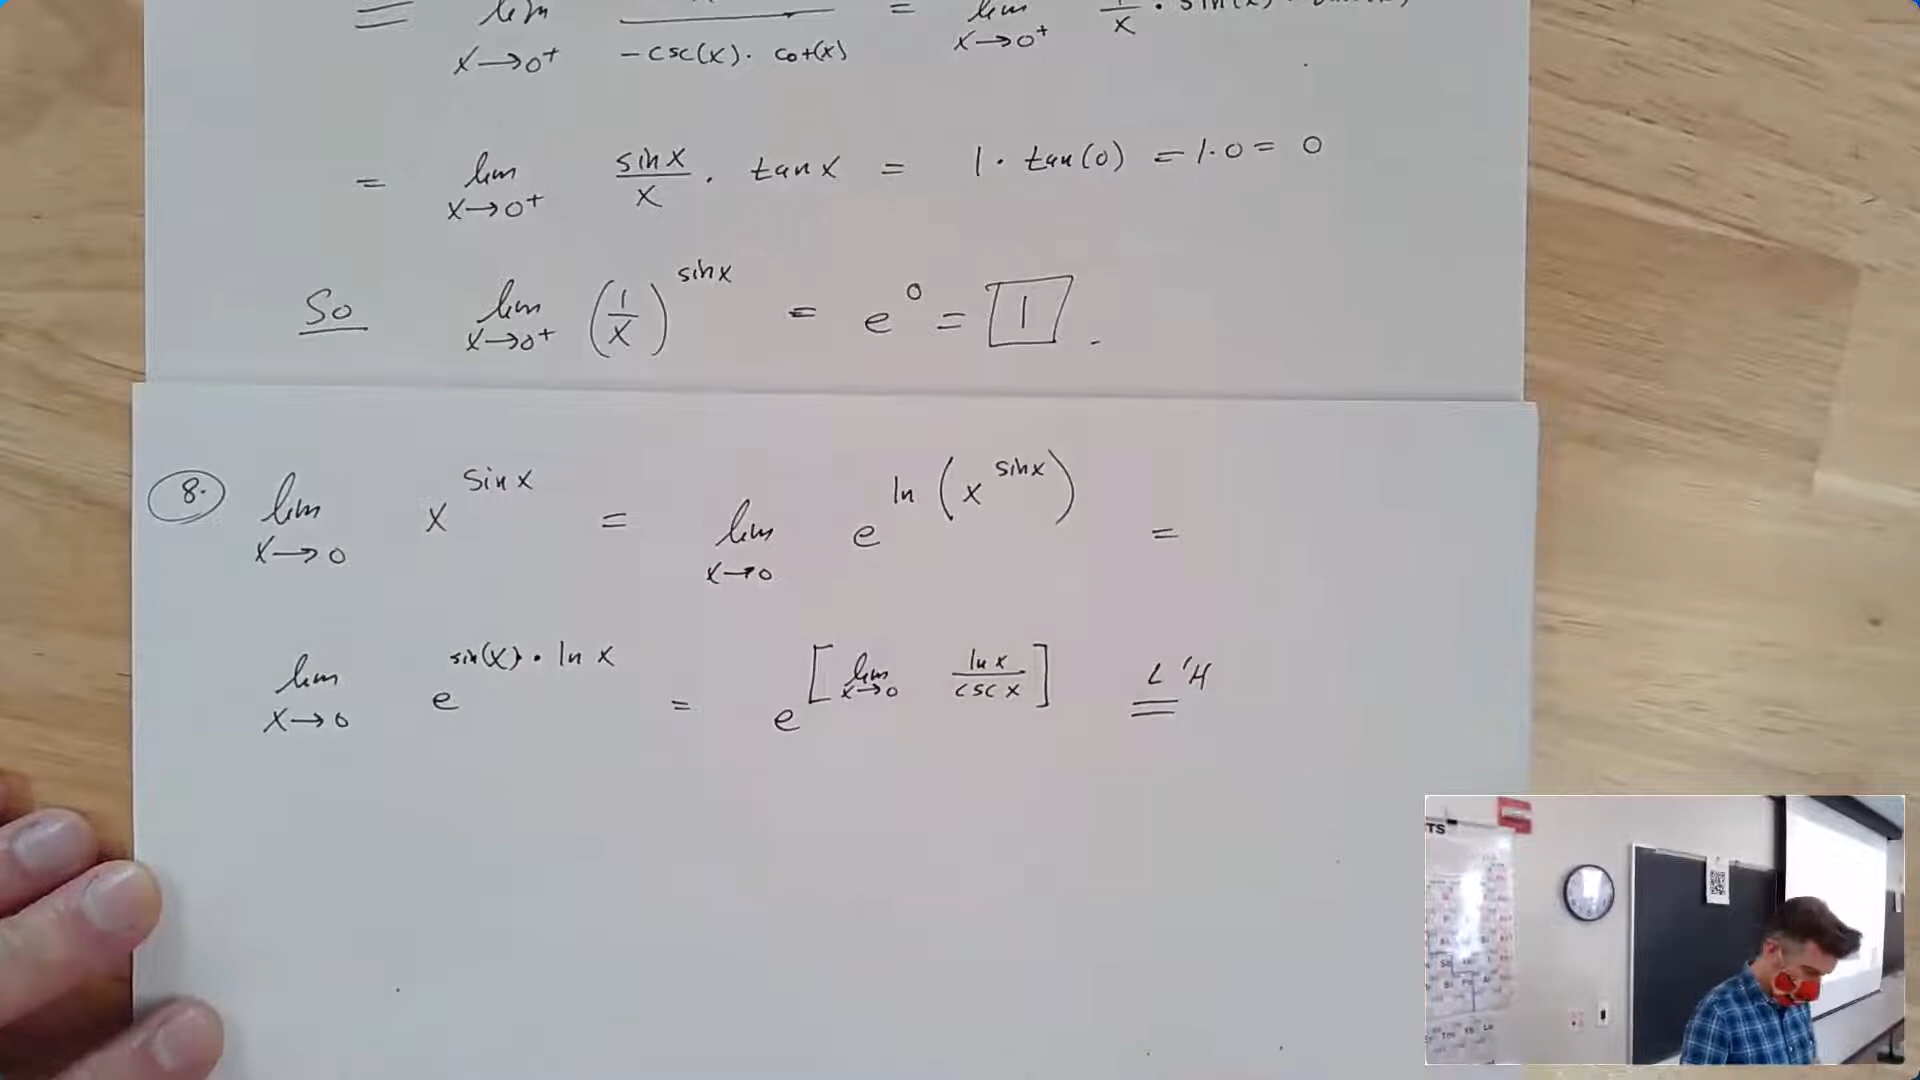 = lim x→0⁺ / -csc(x) · cot(x) = lim x→0⁺ 1/x · sin(x) ·
= lim x→0⁺ sin x / x · tan x = 1 · tan(0) = 1·0 = 0
So lim x→0⁺ (1/x)^sin x = e^0 = 1 .
8. lim x→0 x^sin x = lim x→0 e^ln(x^sin x) =
lim x→0 e^sin(x) · ln x = e^[lim x→0 ln x / csc x] L'H =
TS